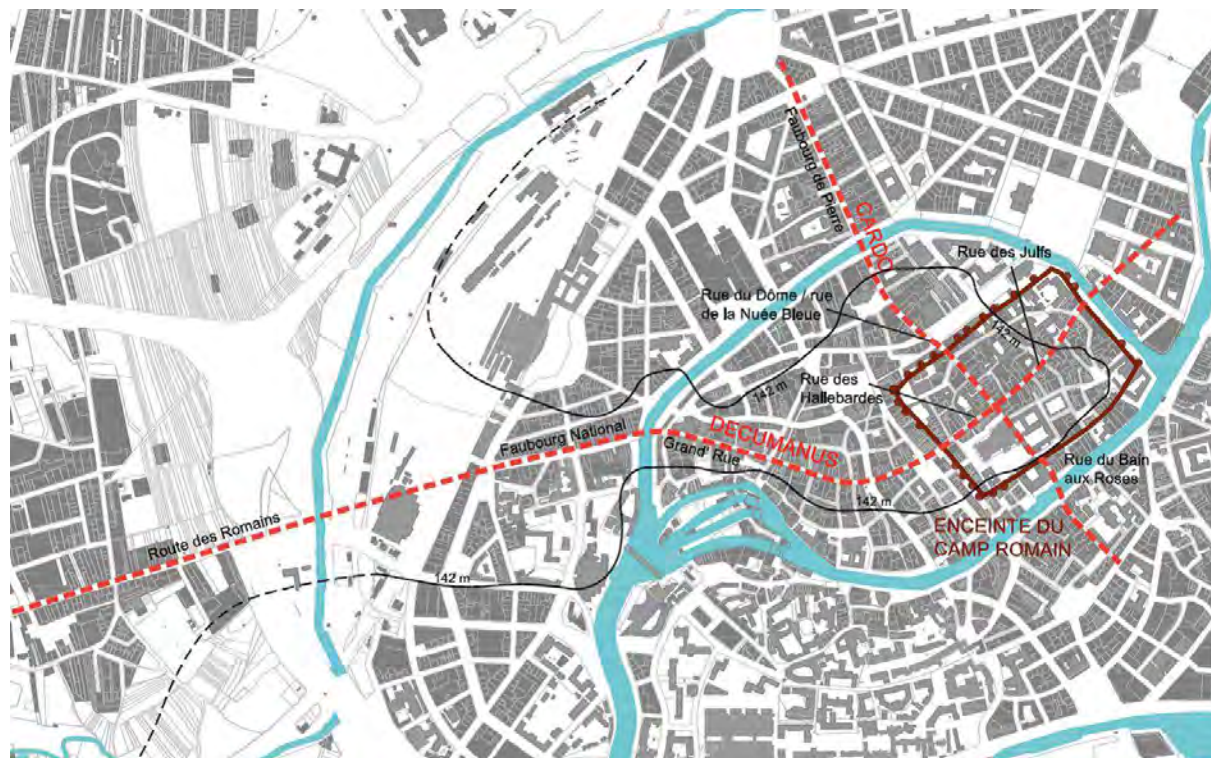 Faubourg de Pierre
CARDO
Rue des Juifs
Rue du Dôme / rue
de la Nuée Bleue
142 m
Rue des
Hallebardes
142 m
DECUMANUS
Faubourg National
Grand' Rue
Rue du Bain
aux Roses
142 m
Route des Romains
ENCEINTE DU
CAMP ROMAIN
142 m